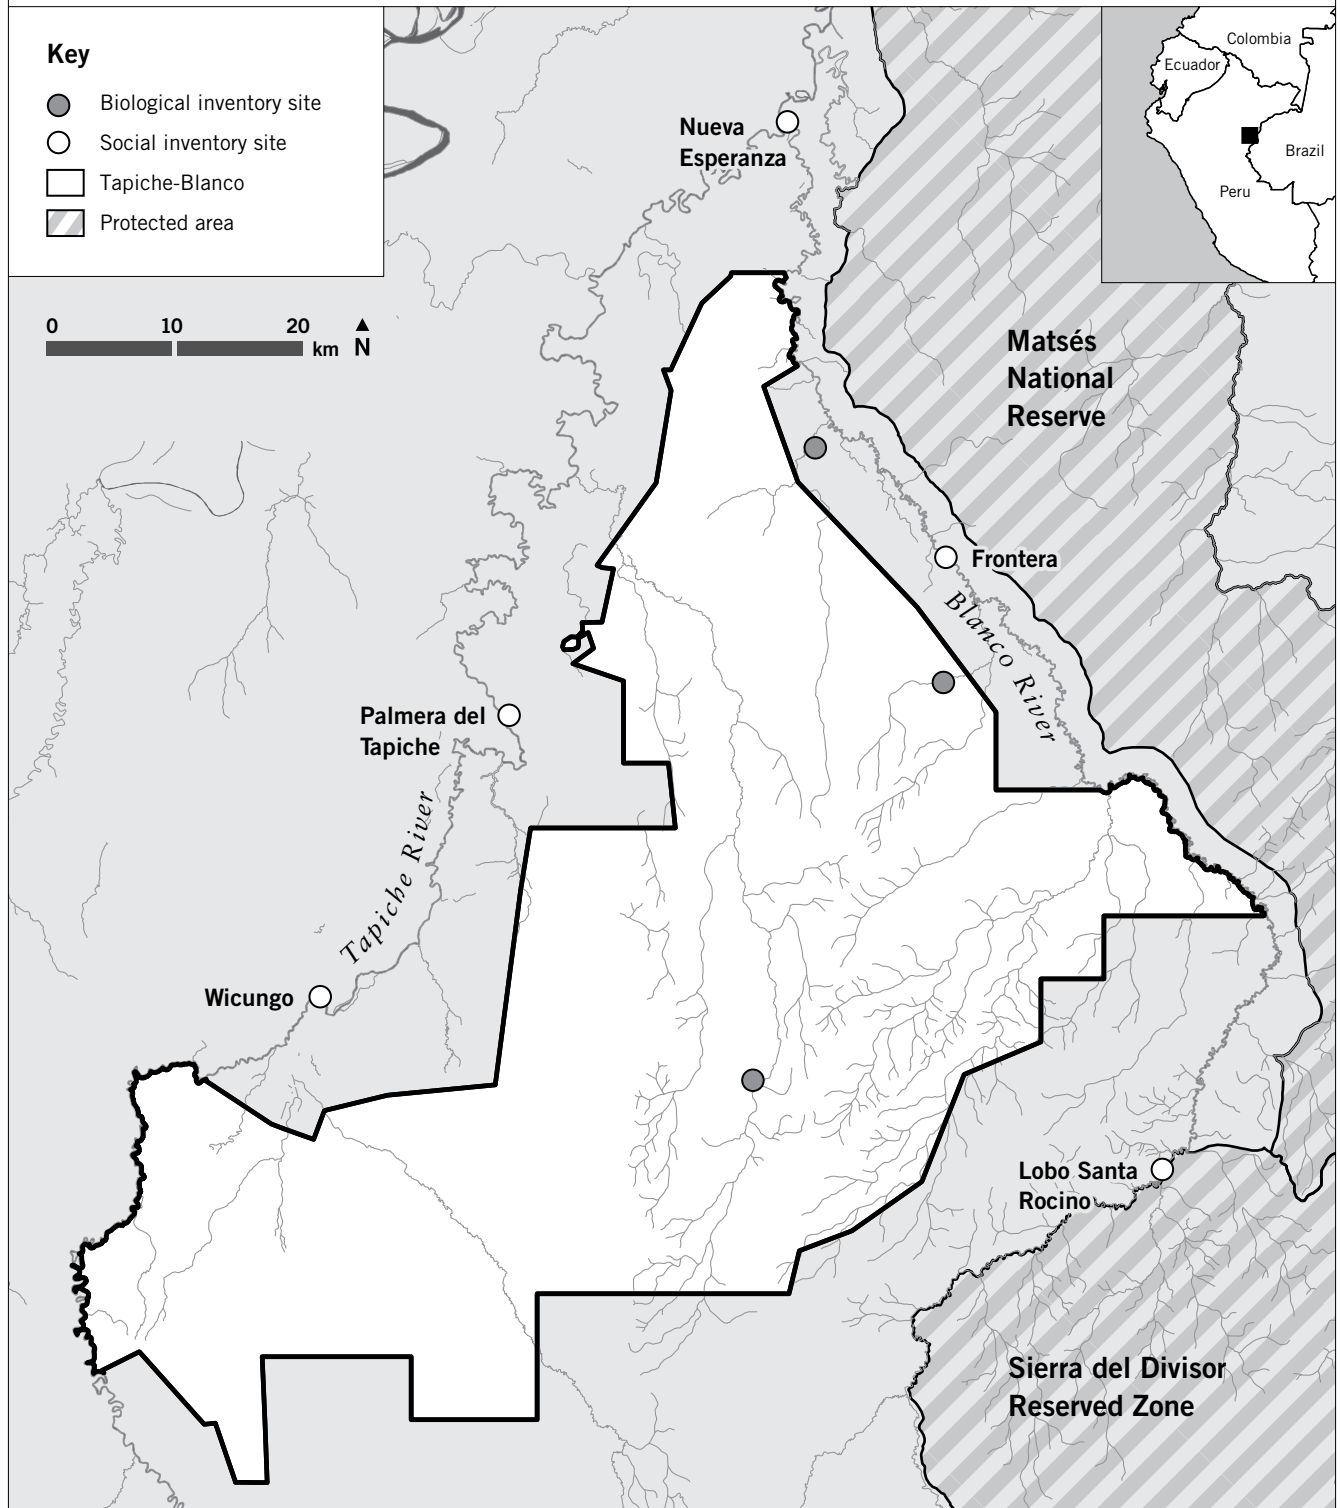 Key
Biological inventory site
Social inventory site
Tapiche-Blanco
Protected area
0 10 20
km N
Colombia
Ecuador
Brazil
Peru
Nueva
Esperanza
Matsés
National
Reserve
Frontera
Blanco River
Palmera del
Tapiche
Tapiche River
Wicungo
Lobo Santa
Rocino
Sierra del Divisor
Reserved Zone